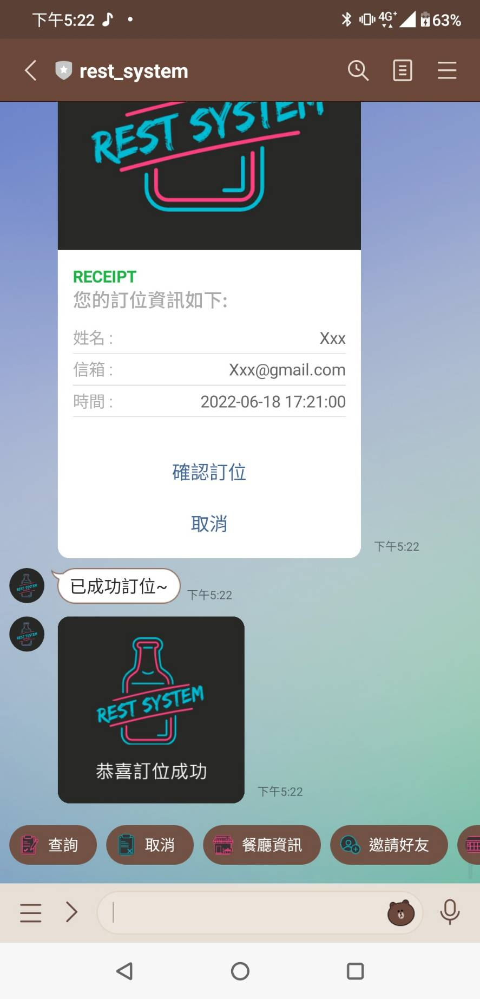 下午5:22
4G+
63%
rest_system
REST SYSTEM
RECEIPT
您的訂位資訊如下:
姓名 : Xxx
信箱 : Xxx@gmail.com
時間 : 2022-06-18 17:21:00
確認訂位
取消
下午5:22
REST SYSTEM
已成功訂位~
下午5:22
REST SYSTEM
REST SYSTEM
恭喜訂位成功
下午5:22
查詢
取消
餐廳資訊
邀請好友